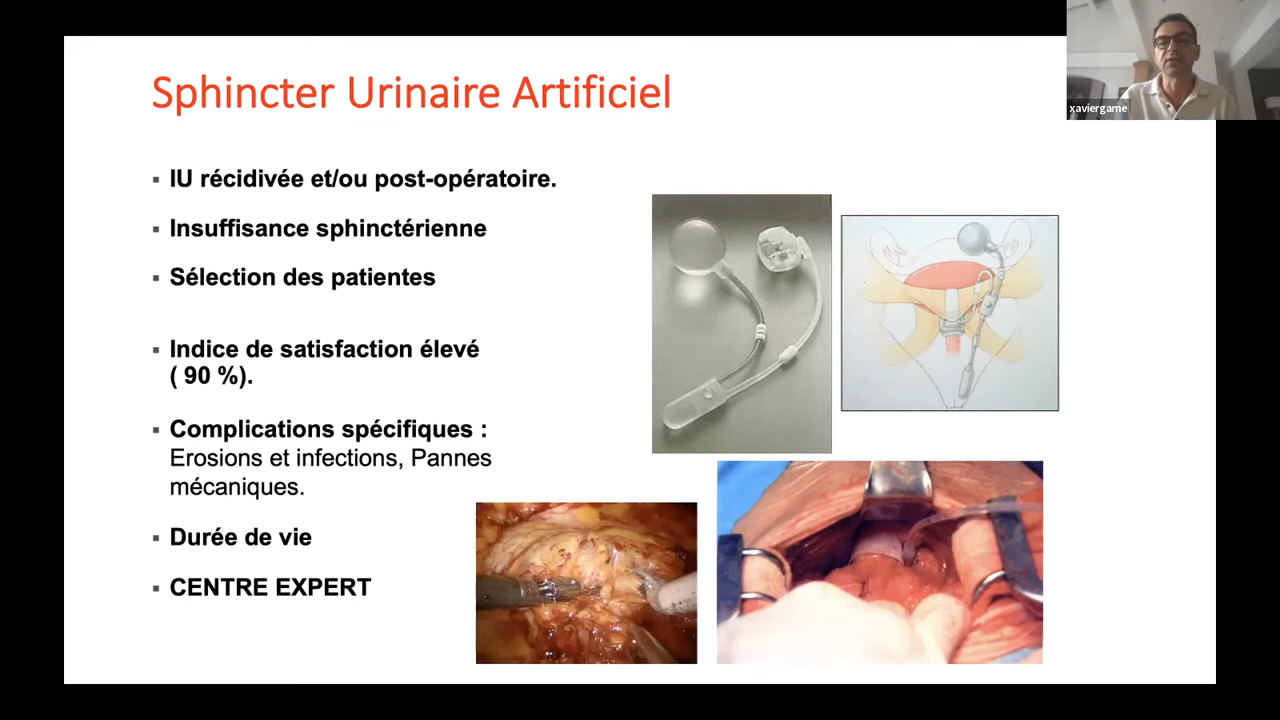 Sphincter Urinaire Artificiel
xaviergame
▪ IU récidivée et/ou post-opératoire.
▪ Insuffisance sphinctérienne
▪ Sélection des patientes
▪ Indice de satisfaction élevé
( 90 %).
▪ Complications spécifiques :
Erosions et infections, Pannes
mécaniques.
▪ Durée de vie
▪ CENTRE EXPERT